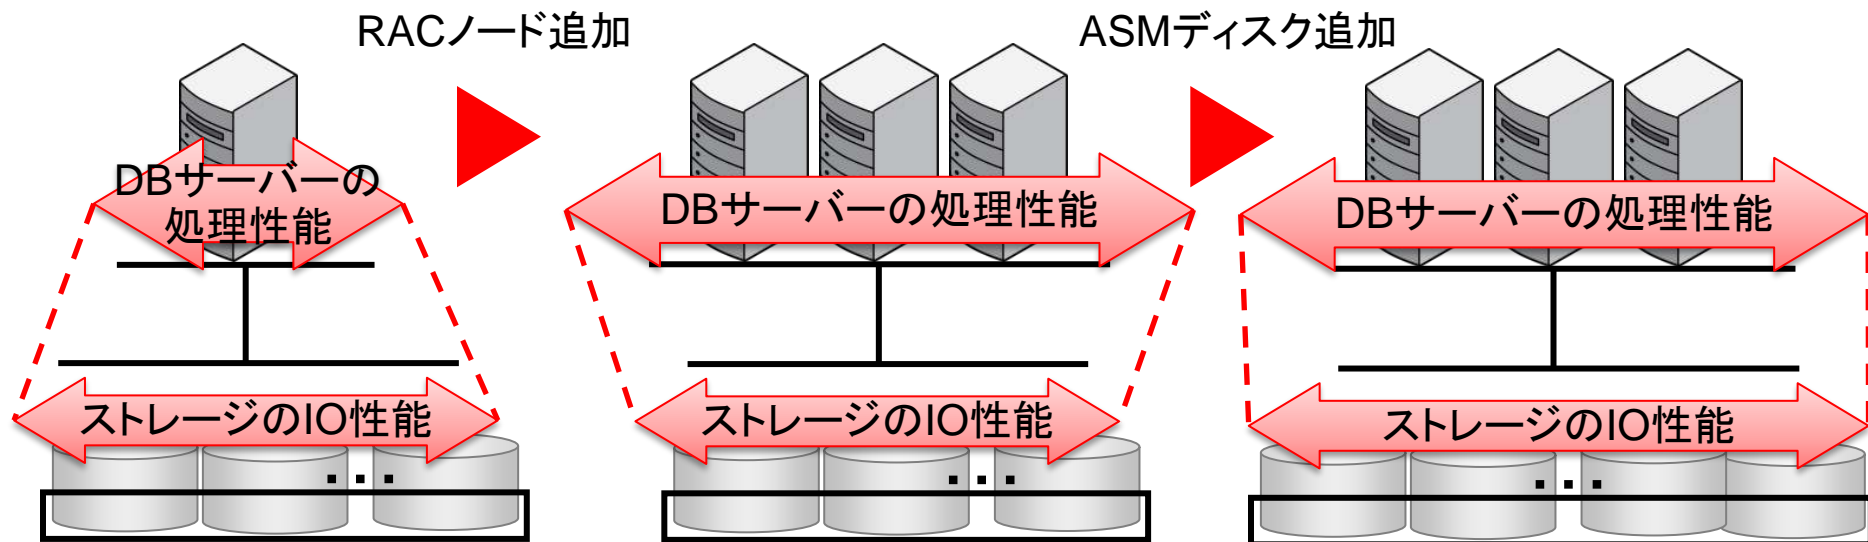 RACノード追加
ASMディスク追加
DBサーバーの
処理性能
DBサーバーの処理性能
DBサーバーの処理性能
ストレージのIO性能
ストレージのIO性能
ストレージのIO性能